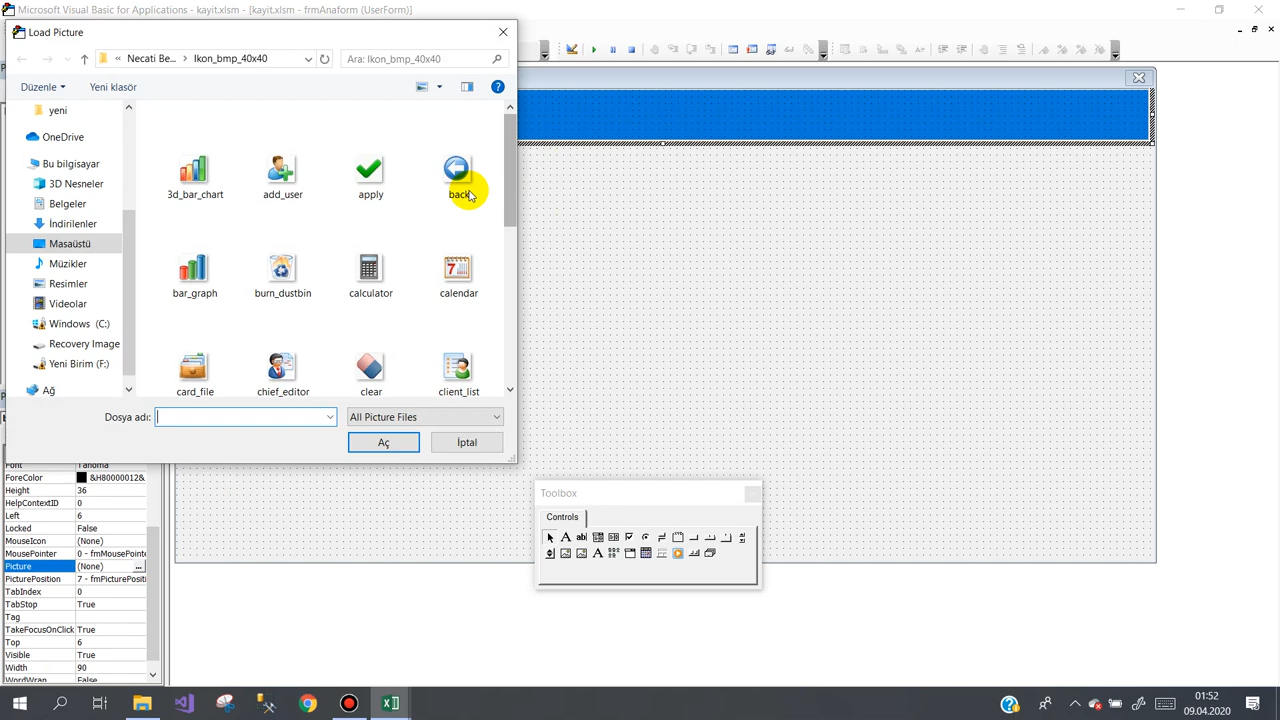 Microsoft Visual Basic for Applications - kayit.xlsm - [kayit.xlsm - frmAnaform (UserForm)]
Load Picture
« Necati Be... > Ikon_bmp_40x40
Ara: Ikon_bmp_40x40
Düzenle
Yeni klasör
yeni
OneDrive
Bu bilgisayar
3D Nesneler
Belgeler
İndirilenler
Masaüstü
Müzikler
Resimler
Videolar
Windows (C:)
Recovery Image
Yeni Birim (F:)
Ağ
3d_bar_chart
add_user
apply
back
bar_graph
burn_dustbin
calculator
calendar
card_file
chief_editor
clear
client_list
Dosya adı:
All Picture Files
Aç
İptal
Font Tahoma
ForeColor &H80000012&
Height 36
HelpContextID 0
Left 6
Locked False
MouseIcon (None)
MousePointer 0 - fmMousePoint
Picture (None) ...
PicturePosition 7 - fmPicturePositi
TabIndex 0
TabStop True
Tag
TakeFocusOnClick True
Top 6
Visible True
Width 90
WordWrap False
Toolbox
Controls
01:52
09.04.2020